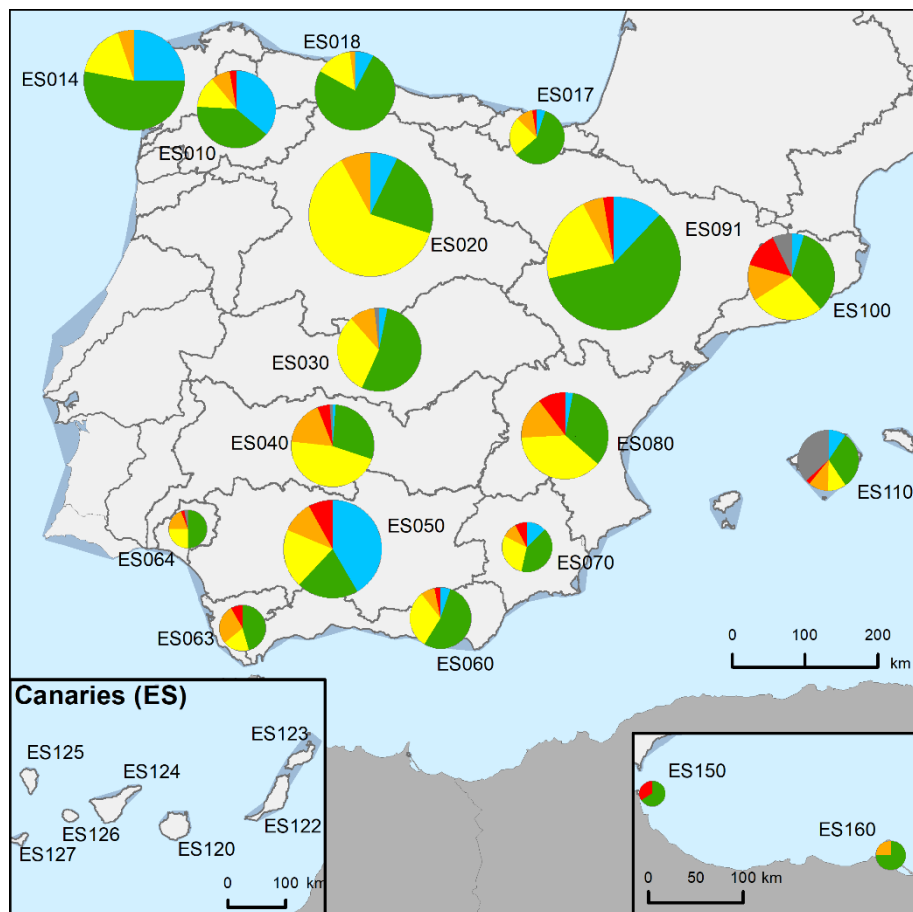 ES018
ES014
ES017
ES010
ES020
ES091
ES100
ES030
ES040
ES080
ES110
ES050
ES064
ES070
ES063
ES060
0 100 200
km
Canaries (ES)
ES123
ES125
ES124
ES126
ES122
ES127
ES120
0 100 km
ES150
ES160
0 50 100
km